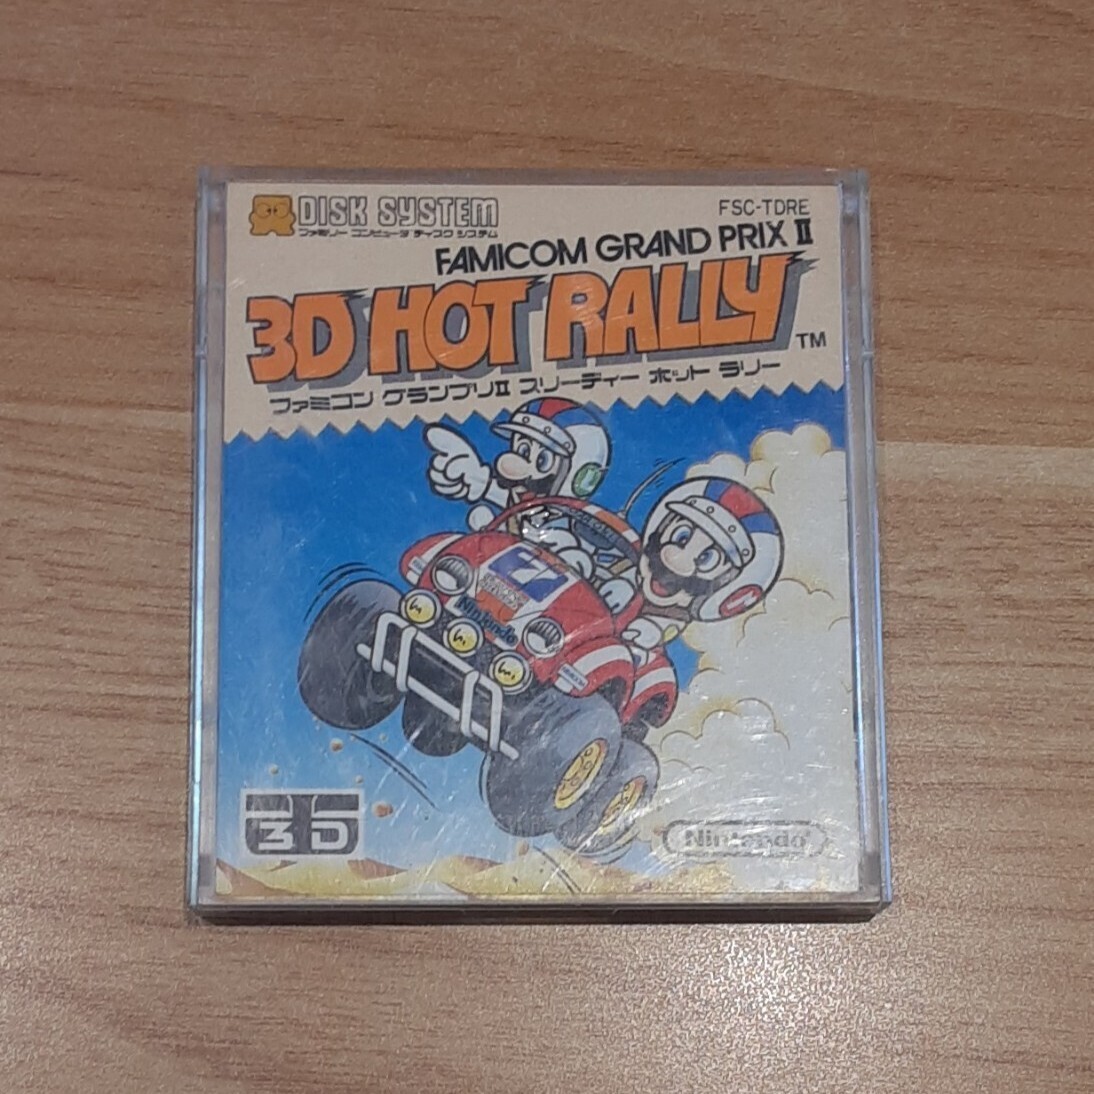 DISK SYSTEM
ファミリー コンピュータ ディスク システム
FSC-TDRE
FAMICOM GRAND PRIX II
3D HOT RALLY
TM
ファミコン グランプリII スリーディー ホット ラリー
L
7
Nintendo
3D
Nintendo®